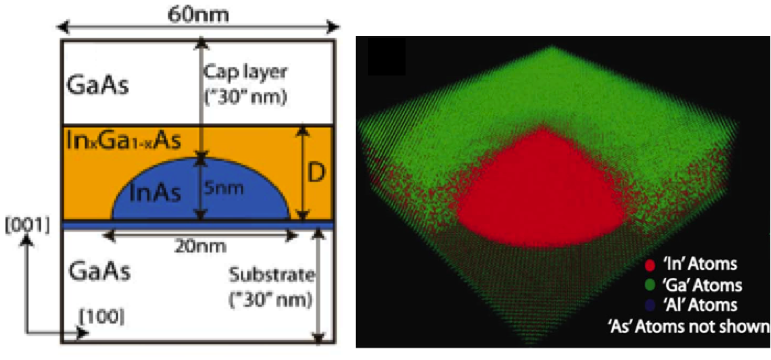 60nm
GaAs
Cap layer
("30" nm)
InxGa1-xAs
D
InAs
5nm
[001]
20nm
GaAs
Substrate
("30" nm)
[100]
'In' Atoms
'Ga' Atoms
'Al' Atoms
'As' Atoms not shown